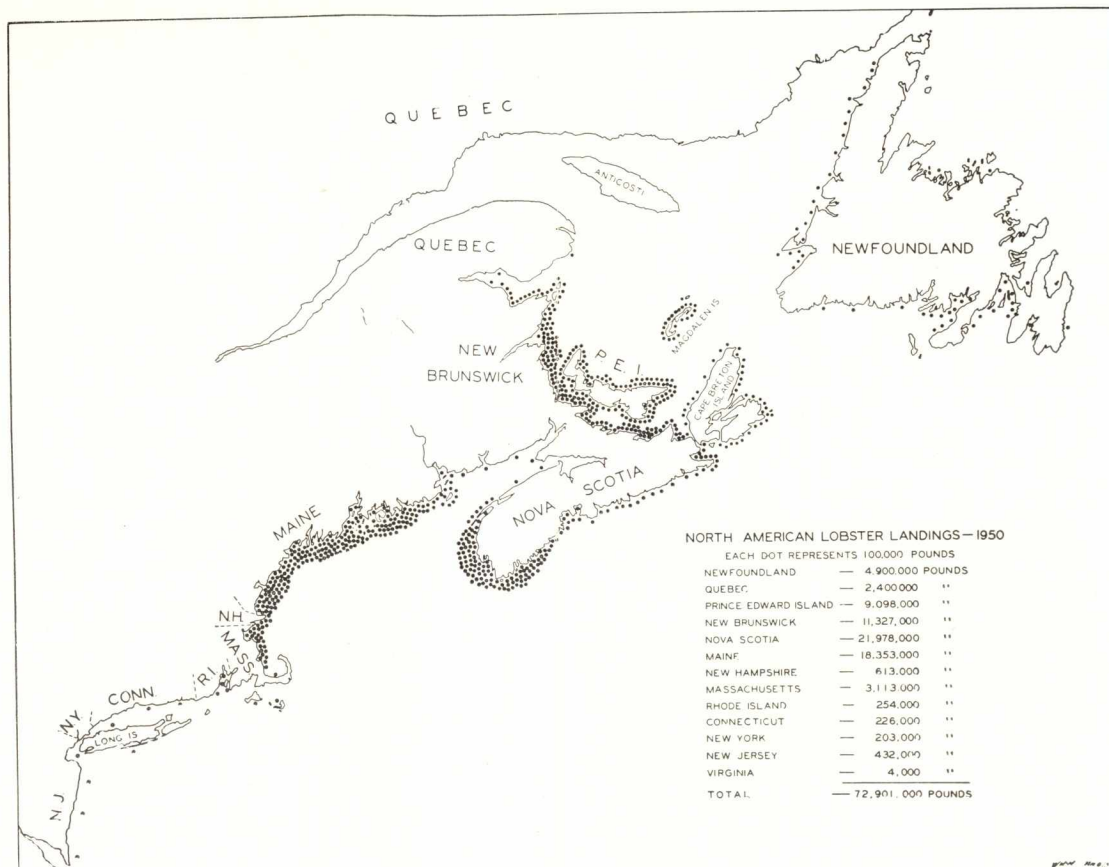 QUEBEC
ANTICOSTI
QUEBEC
NEWFOUNDLAND
MAGDALEN IS
NEW
BRUNSWICK
P. E. I.
CAPE BRETON
ISLAND
NOVA SCOTIA
MAINE
N.H.
MASS
R.I.
CONN.
N.Y.
LONG IS
N.J.
NORTH AMERICAN LOBSTER LANDINGS—1950
EACH DOT REPRESENTS 100,000 POUNDS
NEWFOUNDLAND — 4,900,000 POUNDS
QUEBEC — 2,400,000 "
PRINCE EDWARD ISLAND — 9,098,000 "
NEW BRUNSWICK — 11,327,000 "
NOVA SCOTIA — 21,978,000 "
MAINE — 18,353,000 "
NEW HAMPSHIRE — 613,000 "
MASSACHUSETTS — 3,113,000 "
RHODE ISLAND — 254,000 "
CONNECTICUT — 226,000 "
NEW YORK — 203,000 "
NEW JERSEY — 432,000 "
VIRGINIA — 4,000 "
TOTAL — 72,901,000 POUNDS